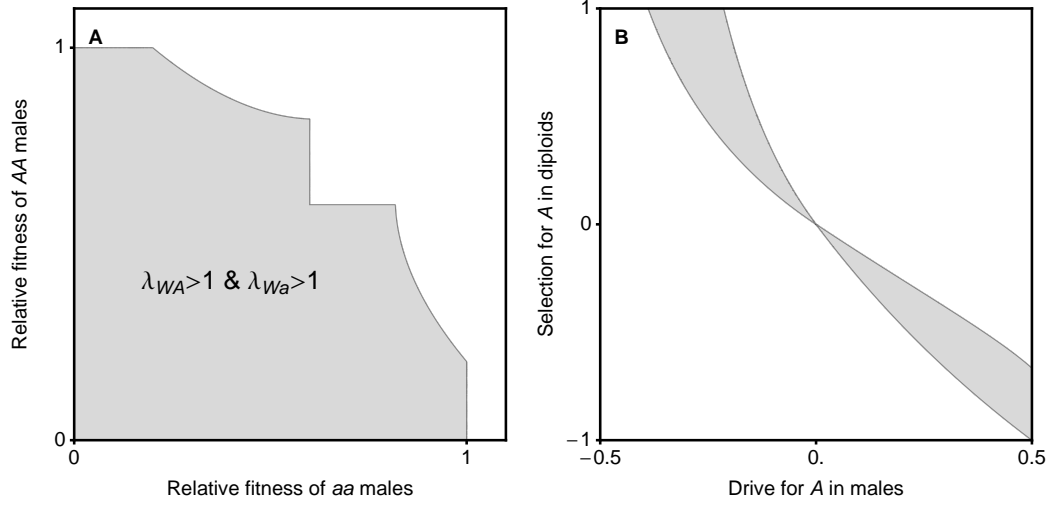 A
1
0
0
1
Relative fitness of AA males
Relative fitness of aa males
λWA>1 & λWa>1
B
1
0
−1
−0.5
0.
0.5
Selection for A in diploids
Drive for A in males